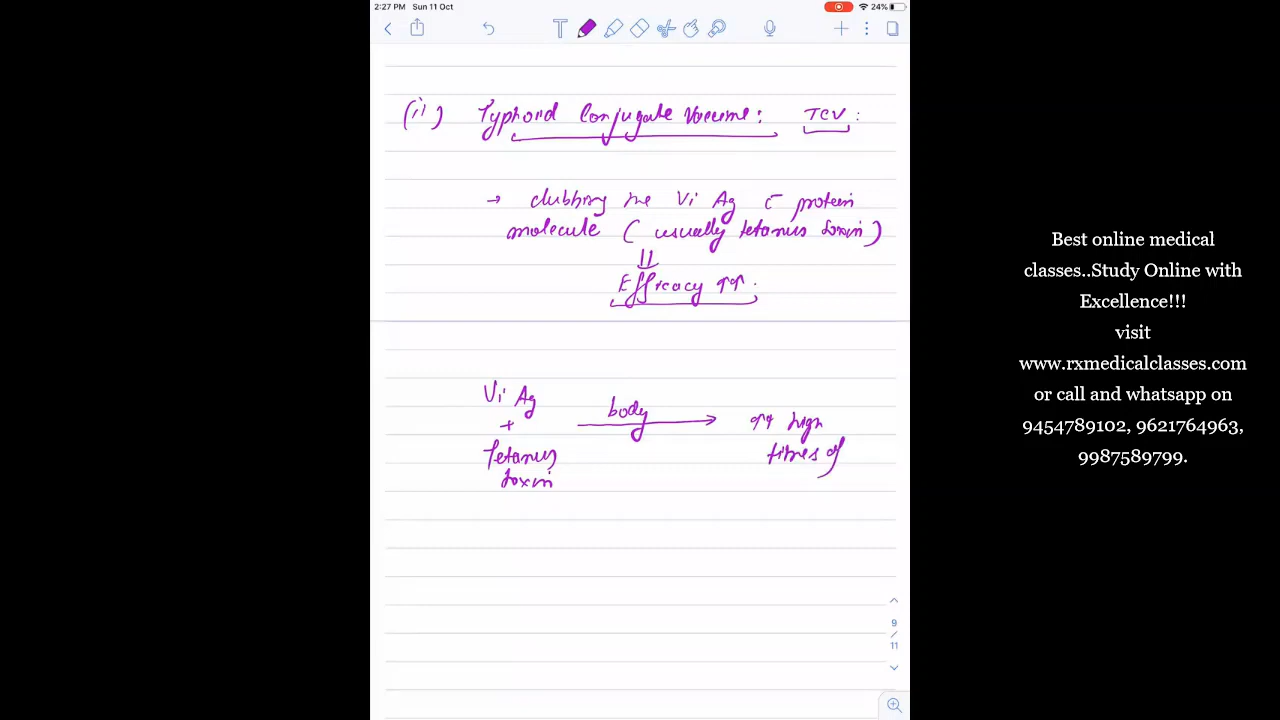 2:27 PM Sun 11 Oct
24%
(ii) Typhoid Conjugate Vaccine: TCV:
→ clubbing the Vi Ag c̄ protein
molecule (usually tetanus toxin)
Efficacy ↑↑.
Vi Ag
+
Tetanus
toxin
body
↑↑ high
titres of
9
/
11
Best online medical
classes..Study Online with
Excellence!!!
visit
www.rxmedicalclasses.com
or call and whatsapp on
9454789102, 9621764963,
9987589799.